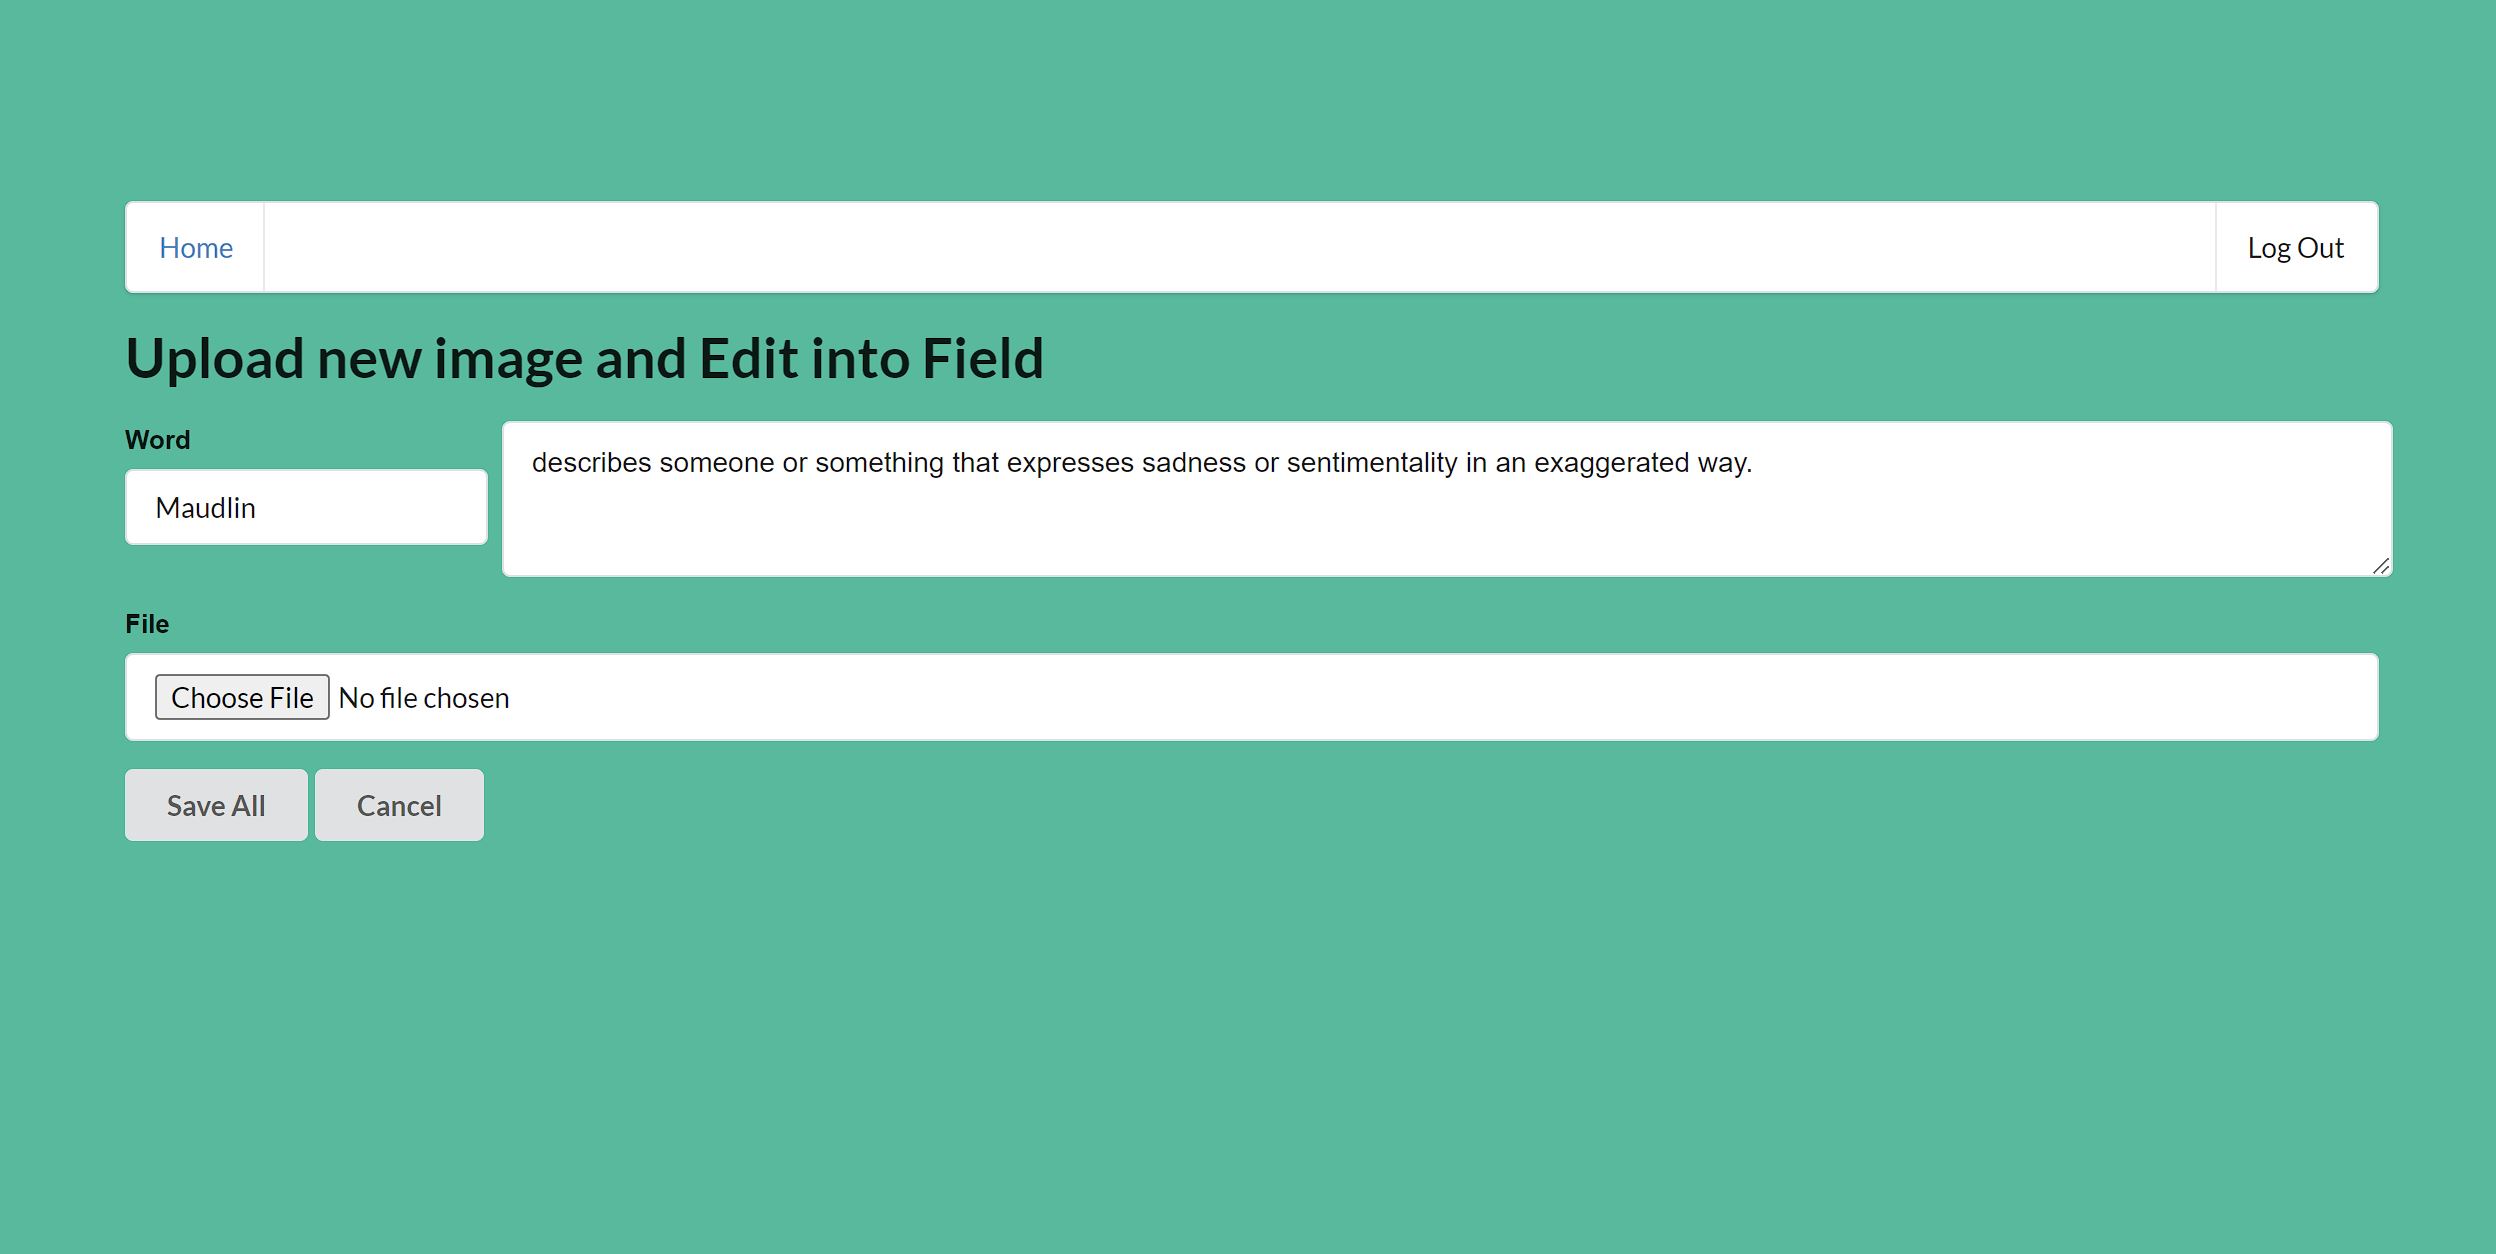 Home
Log Out
Upload new image and Edit into Field
Word
Maudlin
describes someone or something that expresses sadness or sentimentality in an exaggerated way.
File
Choose File No file chosen
Save All
Cancel